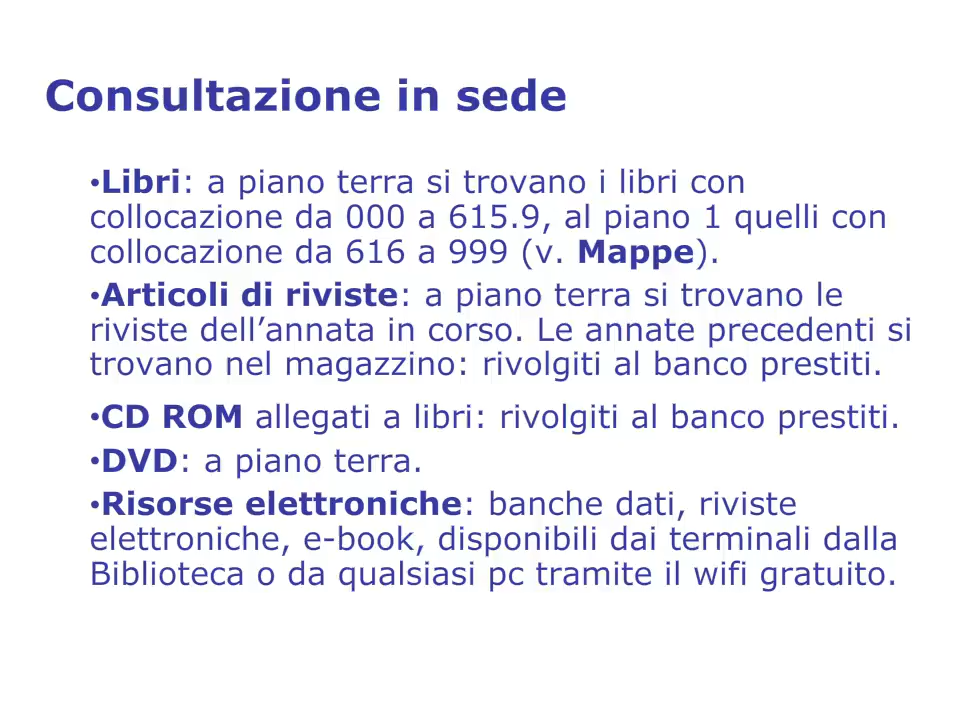 Consultazione in sede
•Libri: a piano terra si trovano i libri con
collocazione da 000 a 615.9, al piano 1 quelli con
collocazione da 616 a 999 (v. Mappe).
•Articoli di riviste: a piano terra si trovano le
riviste dell’annata in corso. Le annate precedenti si
trovano nel magazzino: rivolgiti al banco prestiti.
•CD ROM allegati a libri: rivolgiti al banco prestiti.
•DVD: a piano terra.
•Risorse elettroniche: banche dati, riviste
elettroniche, e-book, disponibili dai terminali dalla
Biblioteca o da qualsiasi pc tramite il wifi gratuito.